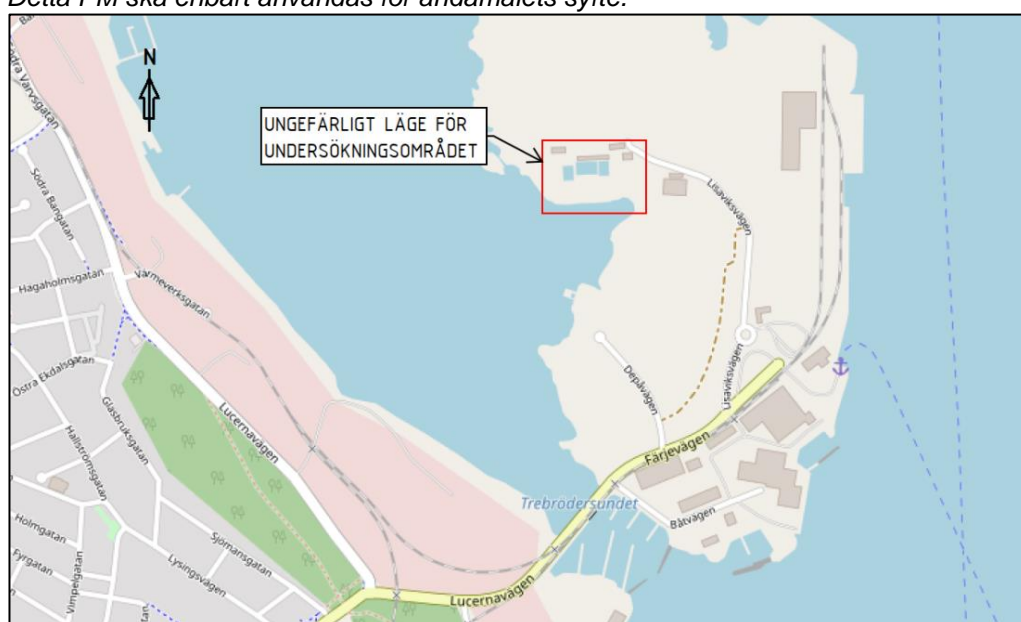 Detta PM ska enbart användas för ändamålets syfte.
N
UNGEFÄRLIGT LÄGE FÖR
UNDERSÖKNINGSOMRÅDET
Södra Varvsgatan
Södra Bangatan
Hagaholmsgatan
Värmeverksgatan
Östra Ekdalsgatan
Glasbruksgatan
Hallströmsgatan
Lucernavägen
Holmgatan
Fyrgatan
Vimpelgatan
Lysingsvägen
Sjömansgatan
Lucernavägen
Lisaviksvägen
Lisaviksvägen
Depåvägen
Färjevägen
Trebrödersundet
Båtvägen